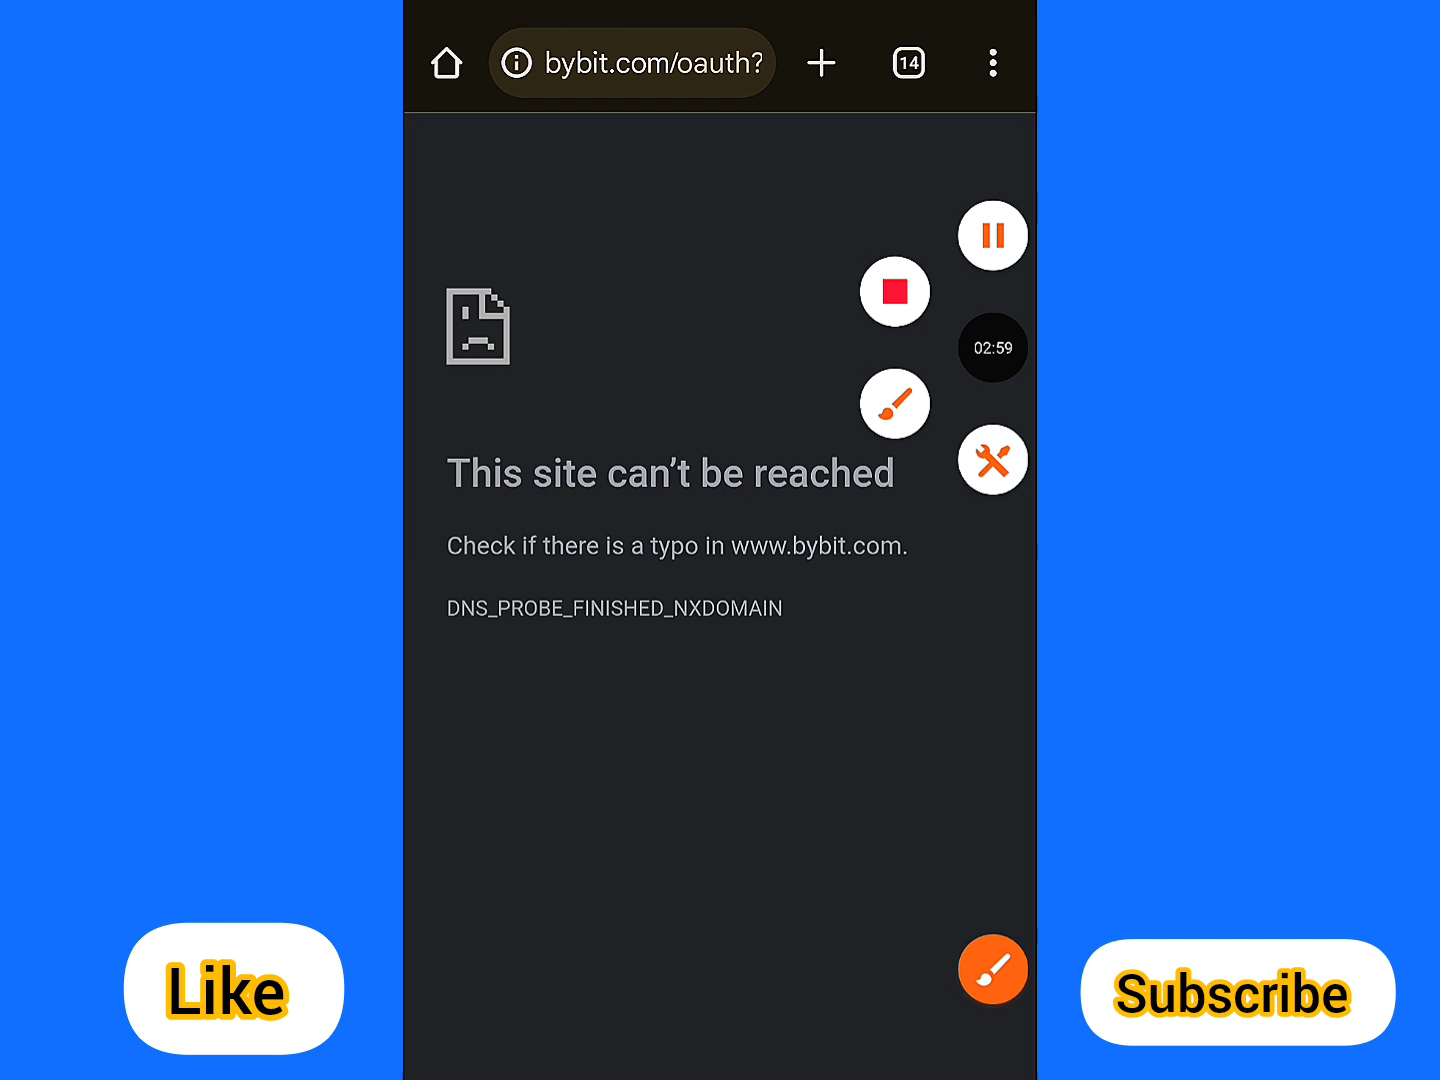 bybit.com/oauth?
14
02:59
This site can’t be reached
Check if there is a typo in www.bybit.com.
DNS_PROBE_FINISHED_NXDOMAIN
Like
Subscribe